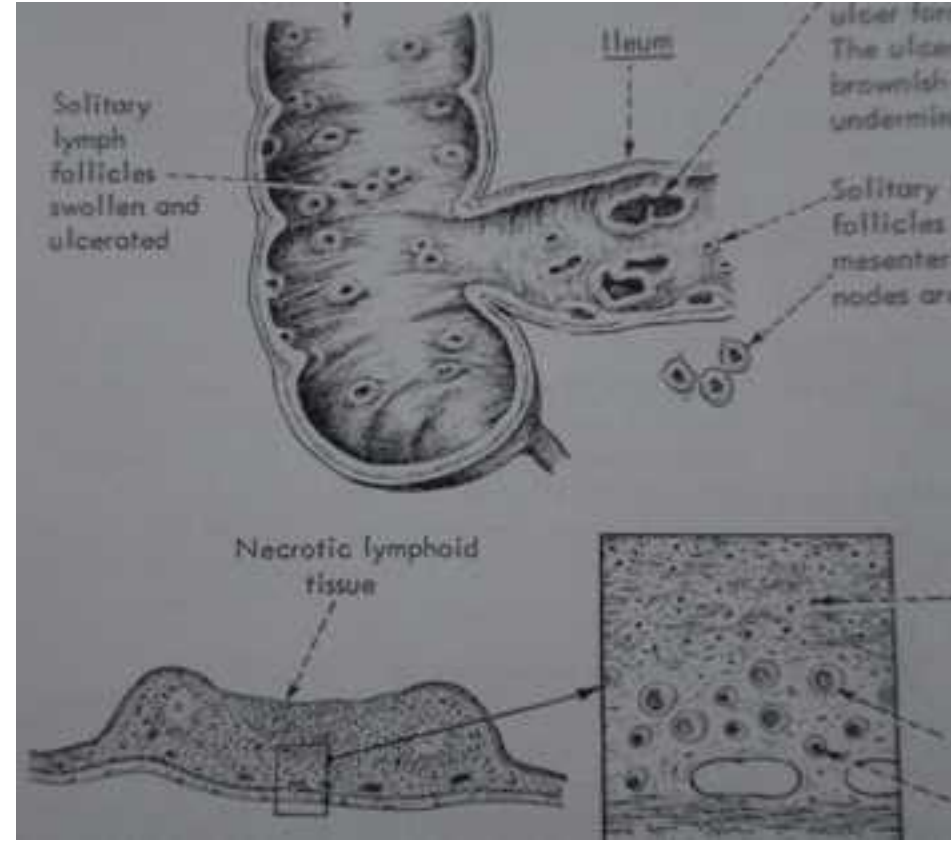 Solitary
lymph
follicles
swollen and
ulcerated
Ileum
ulcer for
The ulce
brownish
undermin
Solitary
follicles
mesenter
nodes ar
Necrotic lymphoid
tissue